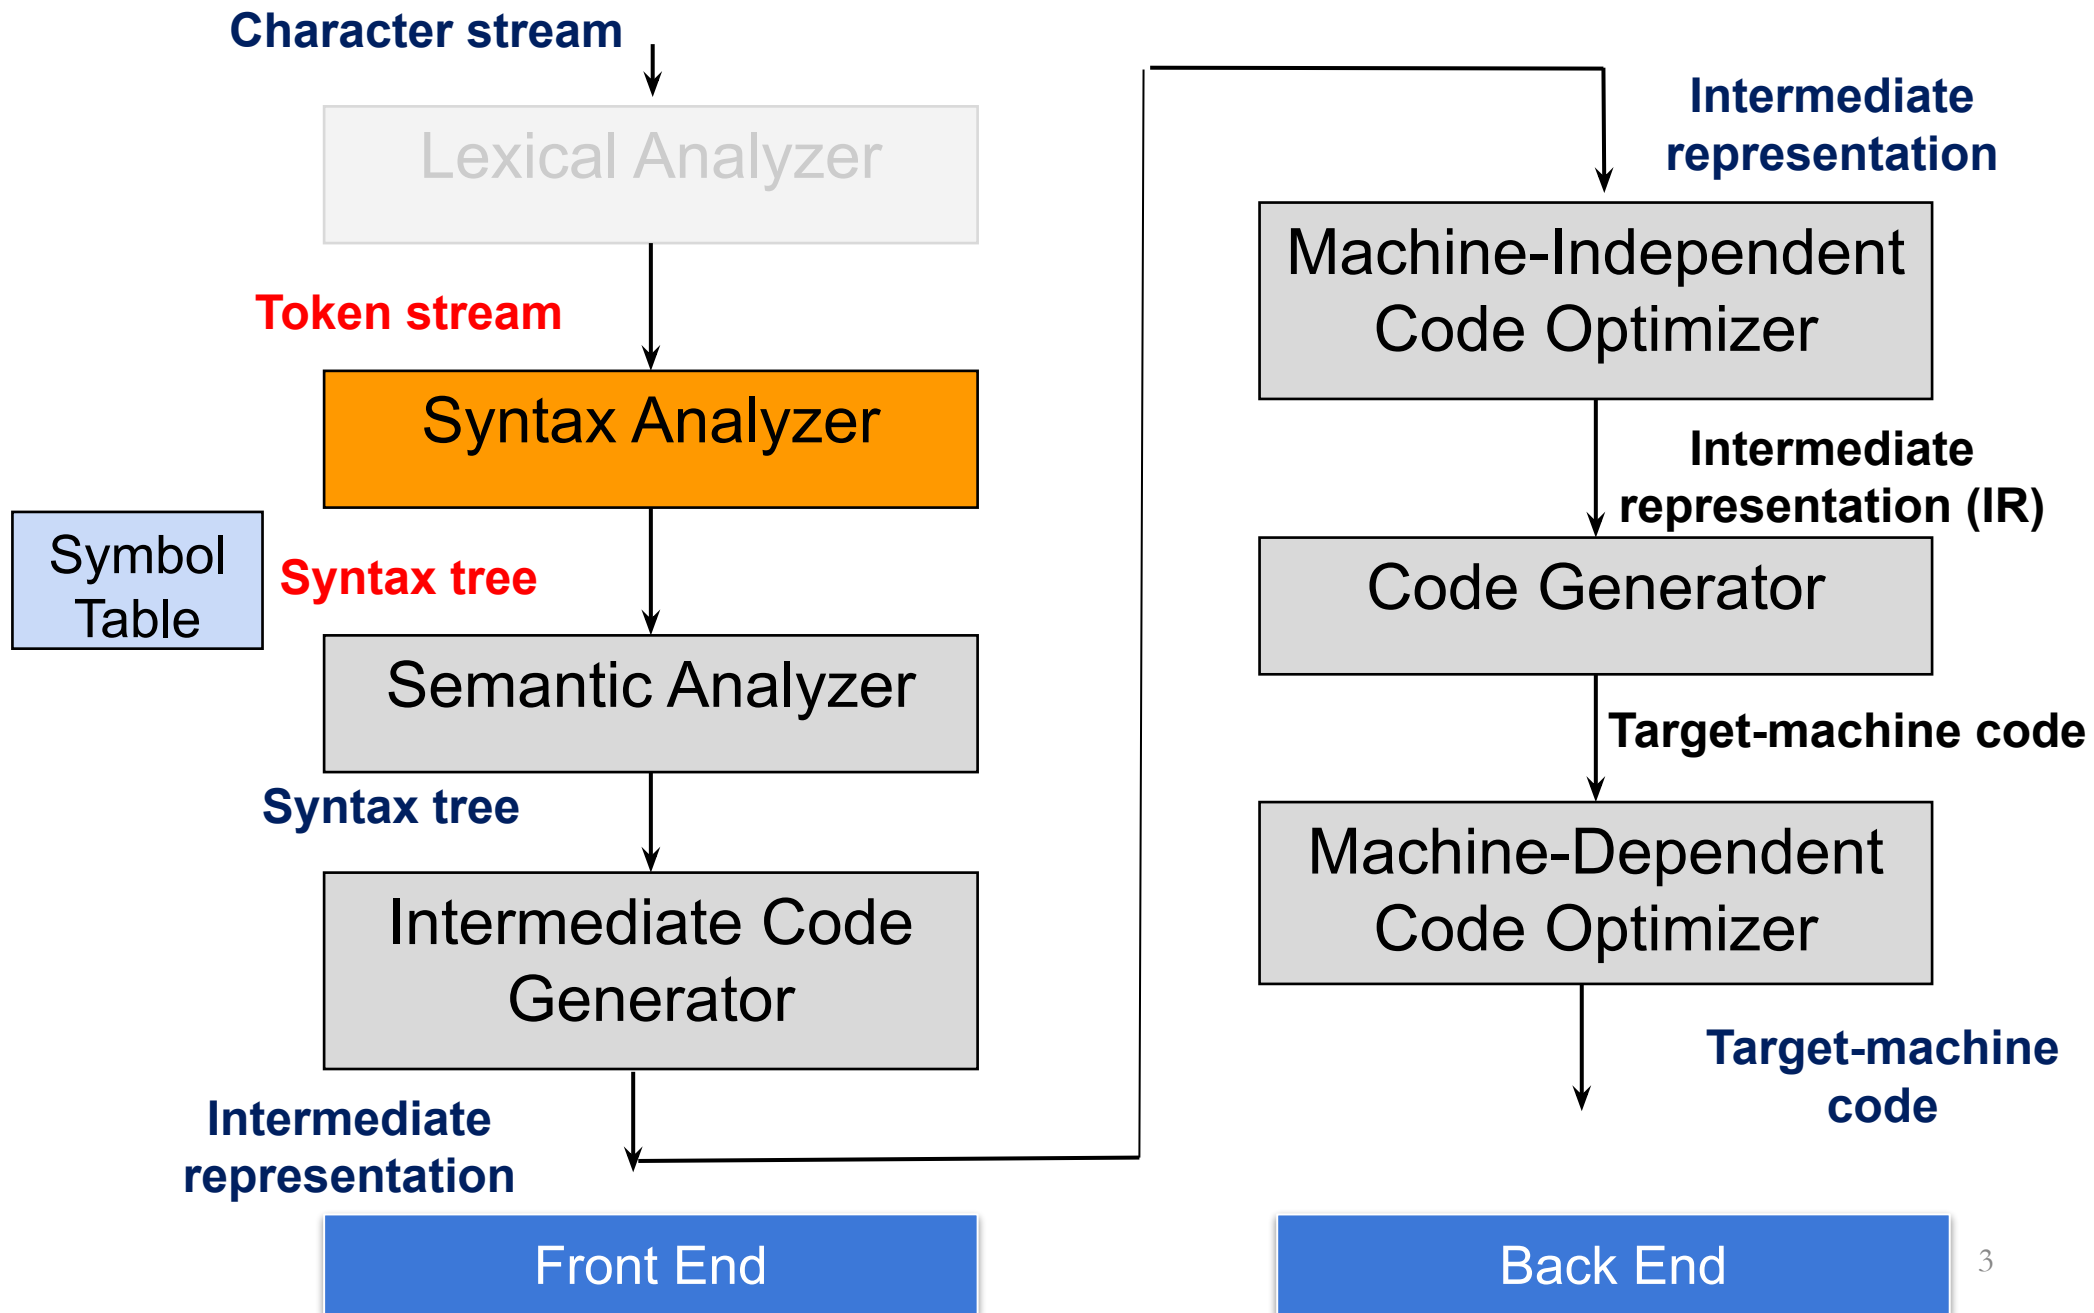 Character stream
Lexical Analyzer
Token stream
Syntax Analyzer
Symbol
Table
Syntax tree
Semantic Analyzer
Syntax tree
Intermediate Code
Generator
Intermediate
representation
Front End
Intermediate
representation
Machine-Independent
Code Optimizer
Intermediate
representation (IR)
Code Generator
Target-machine code
Machine-Dependent
Code Optimizer
Target-machine
code
Back End
3